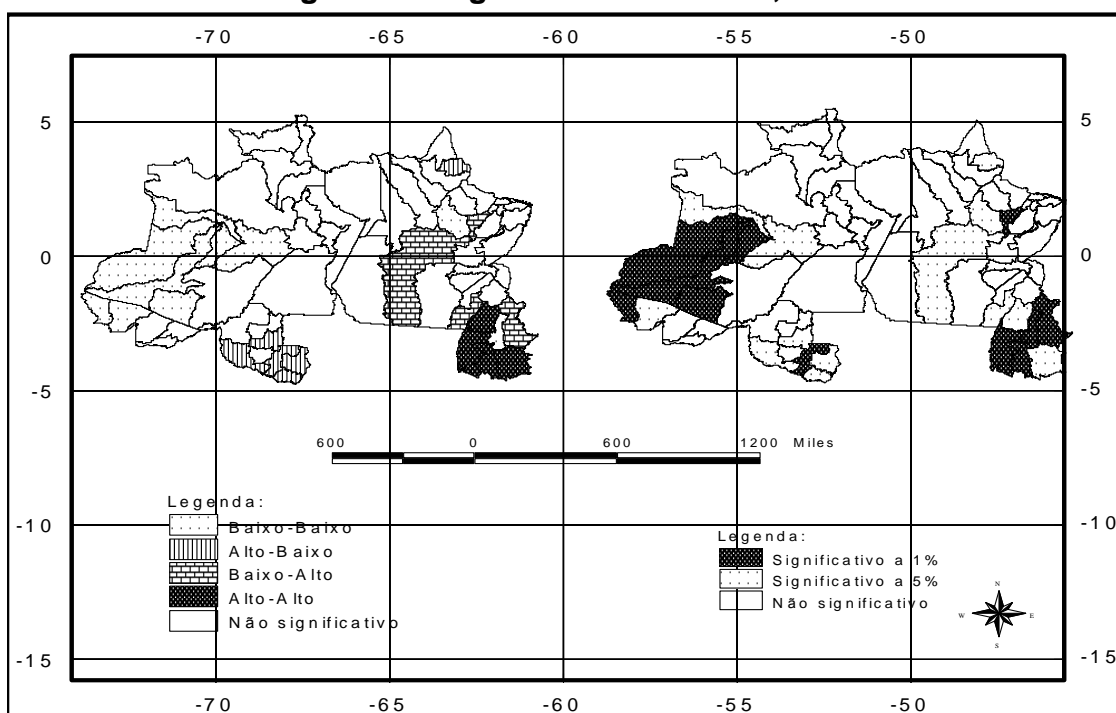 -70 -65 -60 -55 -50
5 5
0 0
-5 -5
600 0 600 1200 Miles
Legenda:
Baixo-Baixo
Alto-Baixo
Baixo-Alto
Alto-Alto
Não significativo
Legenda:
Significativo a 1%
Significativo a 5%
Não significativo
N
W E
S
-10 -10
-15 -15
-70 -65 -60 -55 -50